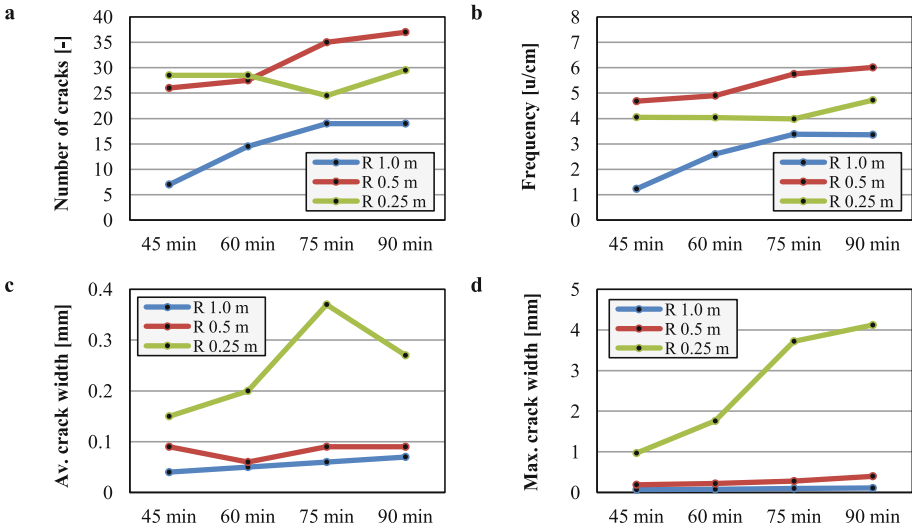 a
Number of cracks [-]
40
35
30
25
20
15
10
5
0
R 1.0 m
R 0.5 m
R 0.25 m
45 min 60 min 75 min 90 min
b
Frequency [u/cm]
8
7
6
5
4
3
2
1
0
R 1.0 m
R 0.5 m
R 0.25 m
45 min 60 min 75 min 90 min
c
Av. crack width [mm]
0.4
0.3
0.2
0.1
0
R 1.0 m
R 0.5 m
R 0.25 m
45 min 60 min 75 min 90 min
d
Max. crack width [mm]
5
4
3
2
1
0
R 1.0 m
R 0.5 m
R 0.25 m
45 min 60 min 75 min 90 min